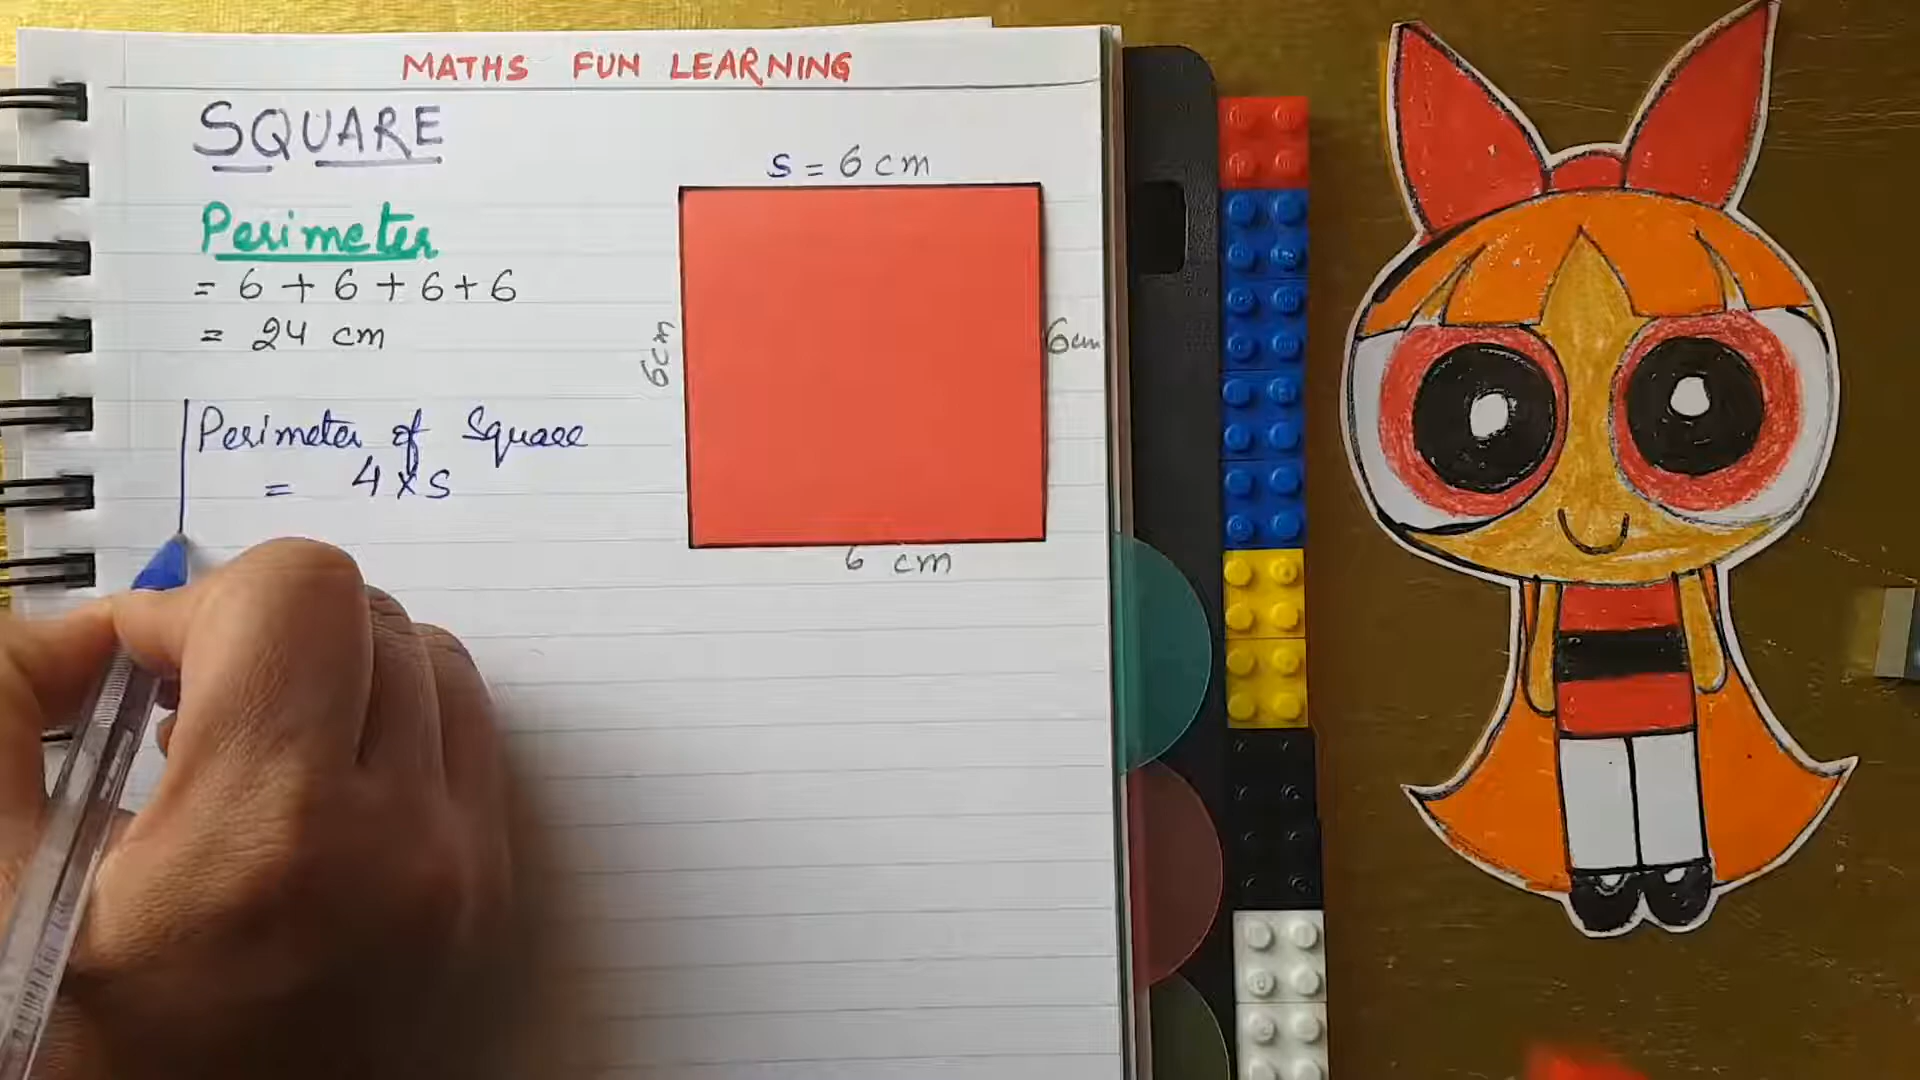 MATHS FUN LEARNING
SQUARE
s = 6 cm
Perimeter
= 6 + 6 + 6 + 6
= 24 cm
6cm
6cm
Perimeter of Square
= 4 × s
6 cm